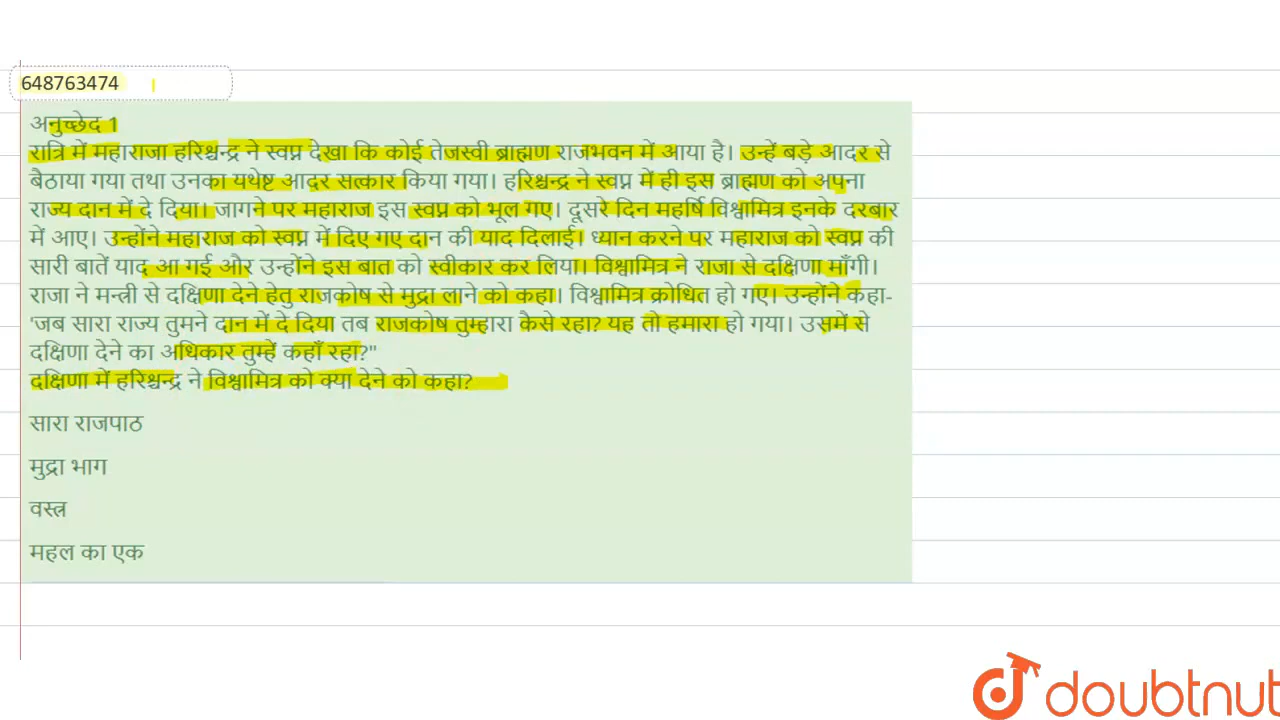 648763474
अनुच्छेद 1
रात्रि में महाराजा हरिश्चन्द्र ने स्वप्न देखा कि कोई तेजस्वी ब्राह्मण राजभवन में आया है। उन्हें बड़े आदर से
बैठाया गया तथा उनका यथेष्ट आदर सत्कार किया गया। हरिश्चन्द्र ने स्वप्न में ही इस ब्राह्मण को अपना
राज्य दान में दे दिया। जागने पर महाराज इस स्वप्न को भूल गए। दूसरे दिन महर्षि विश्वामित्र इनके दरबार
में आए। उन्होंने महाराज को स्वप्न में दिए गए दान की याद दिलाई। ध्यान करने पर महाराज को स्वप्न की
सारी बातें याद आ गई और उन्होंने इस बात को स्वीकार कर लिया। विश्वामित्र ने राजा से दक्षिणा माँगी।
राजा ने मन्त्री से दक्षिणा देने हेतु राजकोष से मुद्रा लाने को कहा। विश्वामित्र क्रोधित हो गए। उन्होंने कहा-
'जब सारा राज्य तुमने दान में दे दिया तब राजकोष तुम्हारा कैसे रहा? यह तो हमारा हो गया। उसमें से
दक्षिणा देने का अधिकार तुम्हें कहाँ रहा?"
दक्षिणा में हरिश्चन्द्र ने विश्वामित्र को क्या देने को कहा?
सारा राजपाठ
मुद्रा भाग
वस्त्र
महल का एक
doubtnut